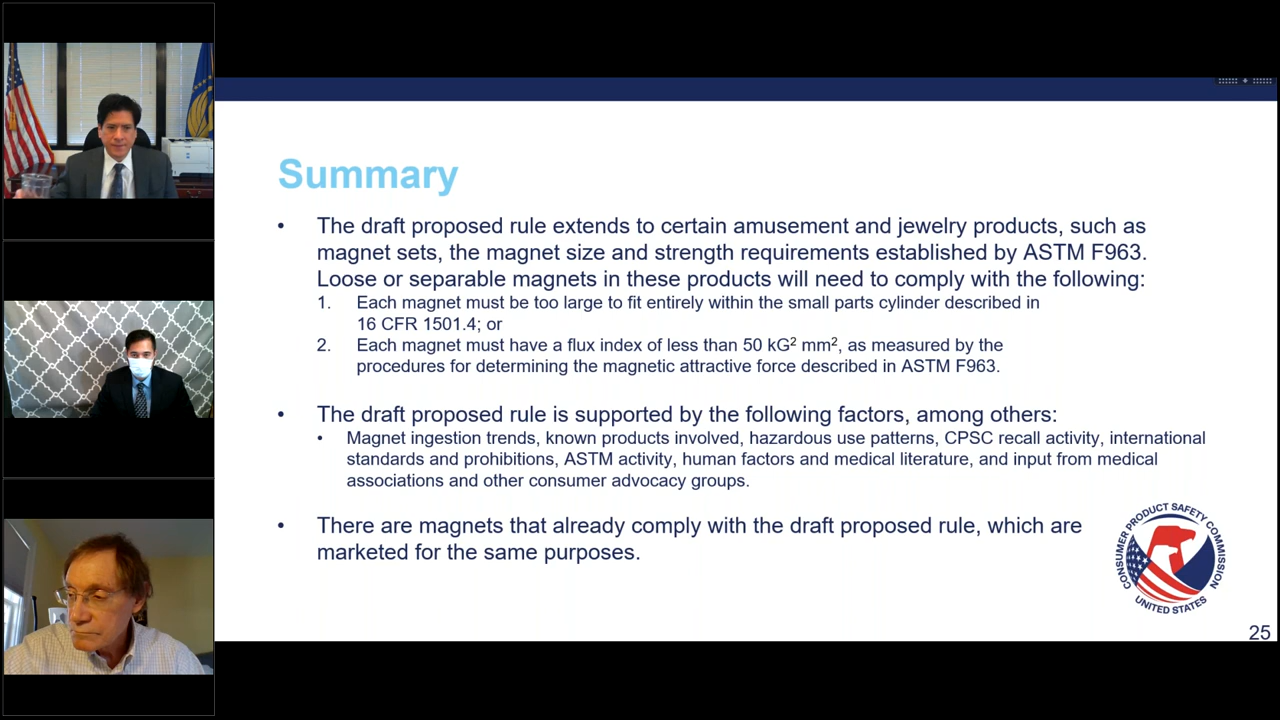 Summary
• The draft proposed rule extends to certain amusement and jewelry products, such as
magnet sets, the magnet size and strength requirements established by ASTM F963.
Loose or separable magnets in these products will need to comply with the following:
1. Each magnet must be too large to fit entirely within the small parts cylinder described in
16 CFR 1501.4; or
2. Each magnet must have a flux index of less than 50 kG² mm², as measured by the
procedures for determining the magnetic attractive force described in ASTM F963.
• The draft proposed rule is supported by the following factors, among others:
• Magnet ingestion trends, known products involved, hazardous use patterns, CPSC recall activity, international
standards and prohibitions, ASTM activity, human factors and medical literature, and input from medical
associations and other consumer advocacy groups.
• There are magnets that already comply with the draft proposed rule, which are
marketed for the same purposes.
CONSUMER PRODUCT SAFETY COMMISSION
UNITED STATES
25